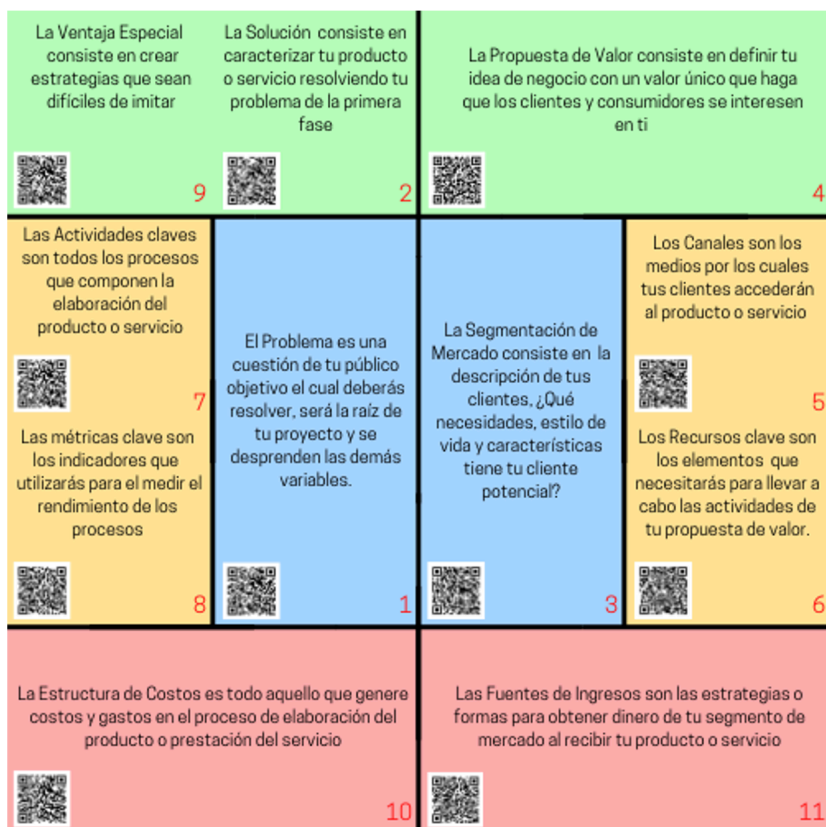 La Ventaja Especial
consiste en crear
estrategias que sean
difíciles de imitar
9
La Solución consiste en
caracterizar tu producto
o servicio resolviendo tu
problema de la primera
fase
2
La Propuesta de Valor consiste en definir tu
idea de negocio con un valor único que haga
que los clientes y consumidores se interesen
en ti
4
Las Actividades claves
son todos los procesos
que componen la
elaboración del
producto o servicio
7
Las métricas clave son
los indicadores que
utilizarás para el medir el
rendimiento de los
procesos
8
El Problema es una
cuestión de tu público
objetivo el cual deberás
resolver, será la raíz de
tu proyecto y se
desprenden las demás
variables.
1
La Segmentación de
Mercado consiste en la
descripción de tus
clientes, ¿Qué
necesidades, estilo de
vida y características
tiene tu cliente
potencial?
3
Los Canales son los
medios por los cuales
tus clientes accederán
al producto o servicio
5
Los Recursos clave son
los elementos que
necesitarás para llevar a
cabo las actividades de
tu propuesta de valor.
6
La Estructura de Costos es todo aquello que genere
costos y gastos en el proceso de elaboración del
producto o prestación del servicio
10
Las Fuentes de Ingresos son las estrategias o
formas para obtener dinero de tu segmento de
mercado al recibir tu producto o servicio
11